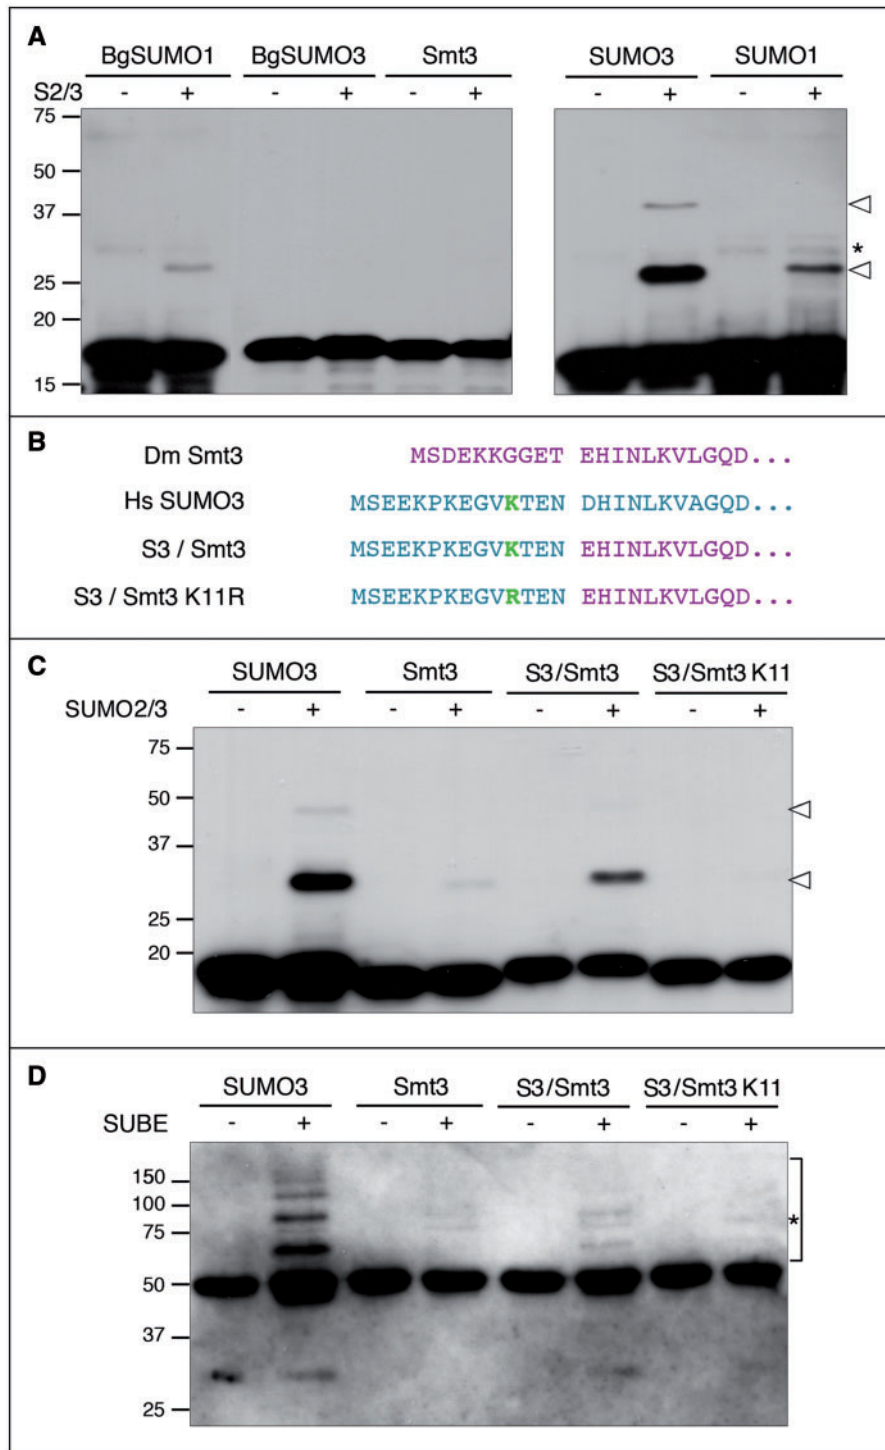 A
BgSUMO1 BgSUMO3 Smt3 SUMO3 SUMO1
S2/3 - + - + - + - + - +
75
50
37
*
25
20
15
B
Dm Smt3 MSDEKKGGET EHINLKVLGQD...
Hs SUMO3 MSEEKPKEGVKTEN DHINLKVAGQD...
S3 / Smt3 MSEEKPKEGVKTEN EHINLKVLGQD...
S3 / Smt3 K11R MSEEKPKEGVRTEN EHINLKVLGQD...
C
SUMO3 Smt3 S3/Smt3 S3/Smt3 K11
SUMO2/3 - + - + - + - +
75
50
37
25
20
D
SUMO3 Smt3 S3/Smt3 S3/Smt3 K11
SUBE - + - + - + - +
150
100
*
75
50
37
25